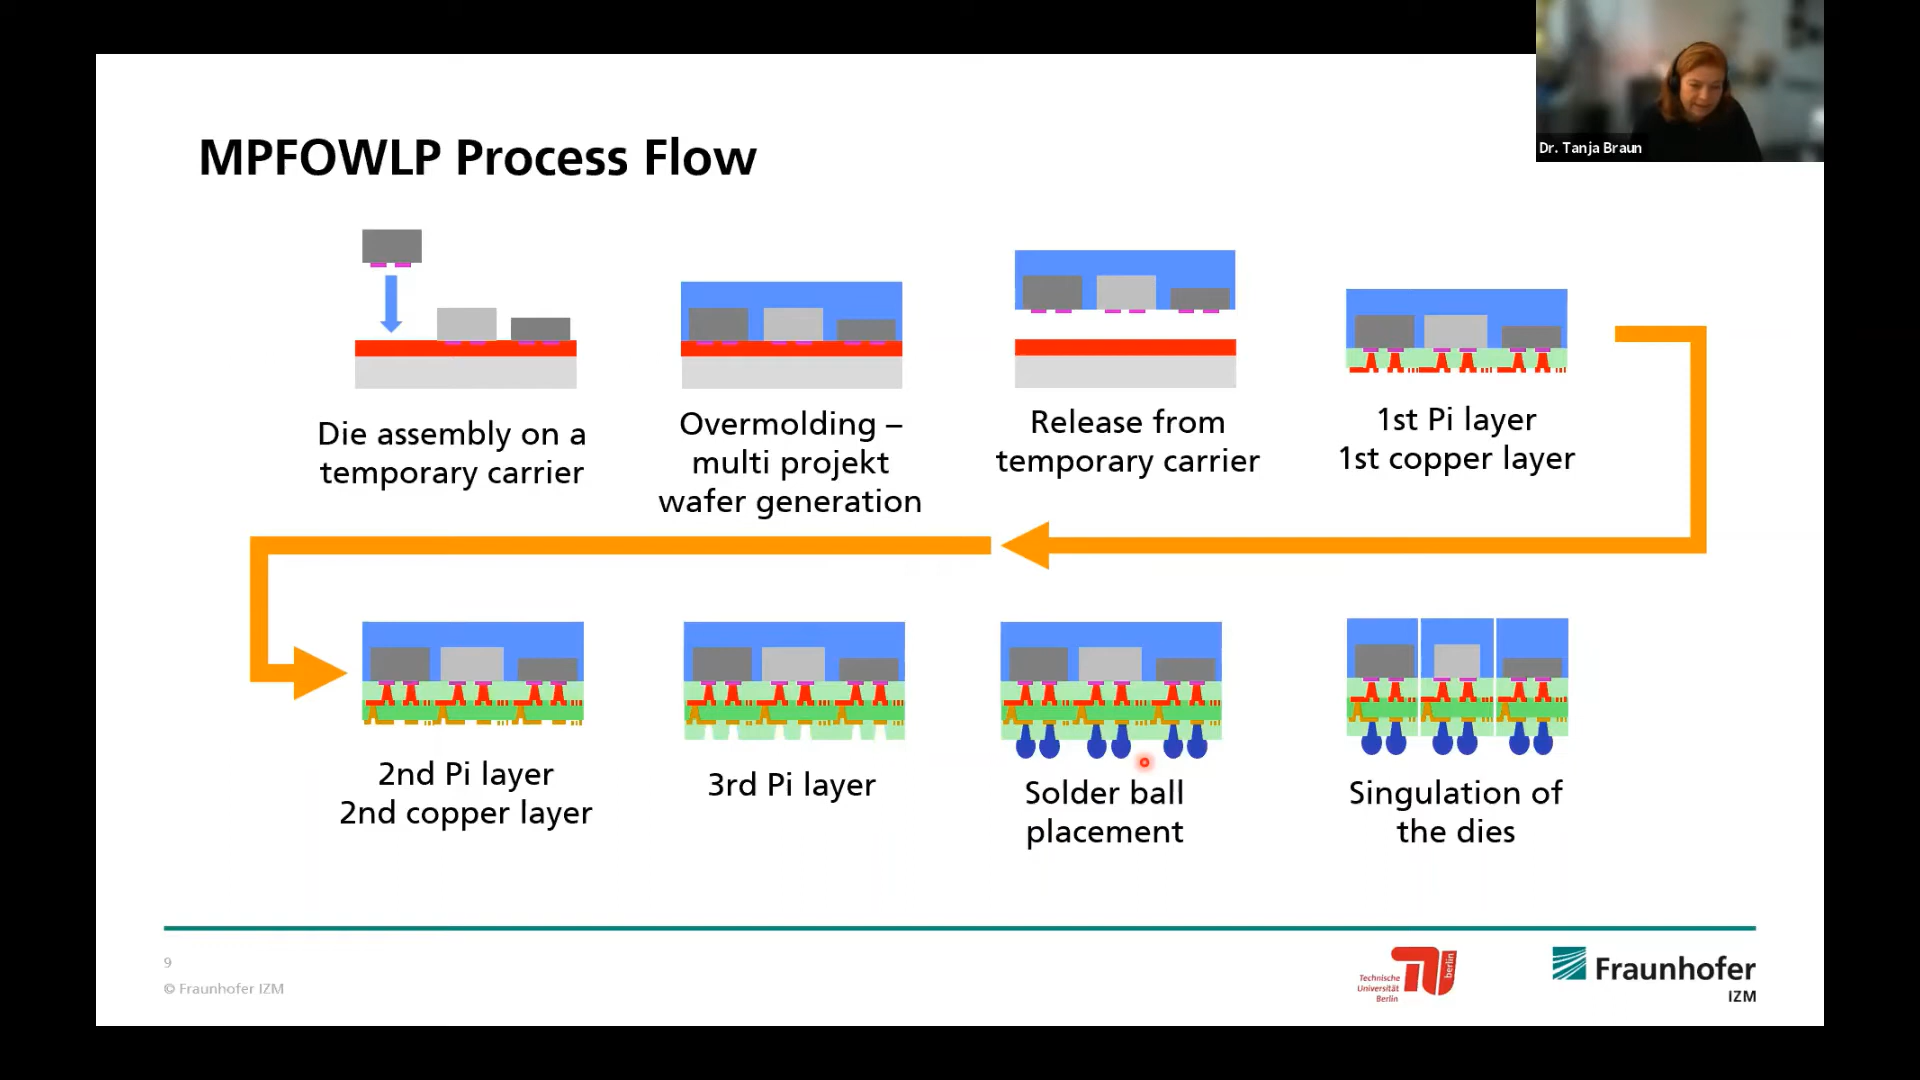 Dr. Tanja Braun
MPFOWLP Process Flow
Die assembly on a
temporary carrier
Overmolding –
multi projekt
wafer generation
Release from
temporary carrier
1st Pi layer
1st copper layer
2nd Pi layer
2nd copper layer
3rd Pi layer
Solder ball
placement
Singulation of
the dies
9
© Fraunhofer IZM
Technische
Universität
Berlin
berlin
Fraunhofer
IZM